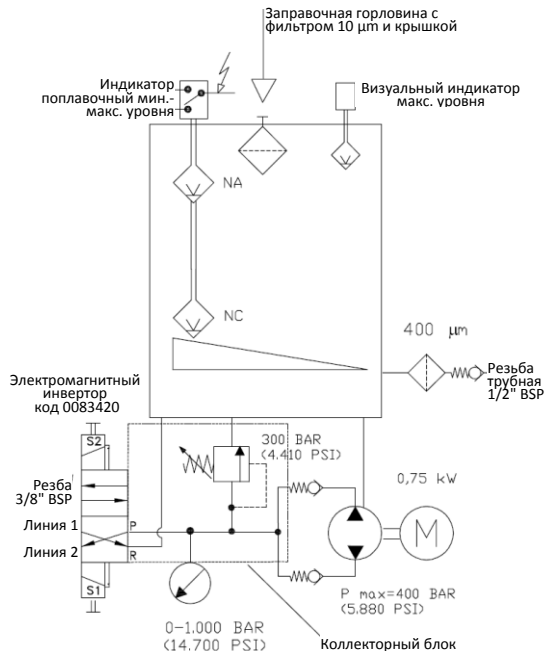 Заправочная горловина с
фильтром 10 µm и крышкой
Индикатор
поплавочный мин.-
макс. уровня
Визуальный индикатор
макс. уровня
NA
NC
400 µm
Резьба
трубная
1/2" BSP
Электромагнитный
инвертор
код 0083420
S2
300 BAR
(4.410 PSI)
0,75 kW
Резба
3/8" BSP
Линия 1
P
Линия 2
R
M
S1
P max=400 BAR
(5.880 PSI)
0-1.000 BAR
(14.700 PSI)
Коллекторный блок